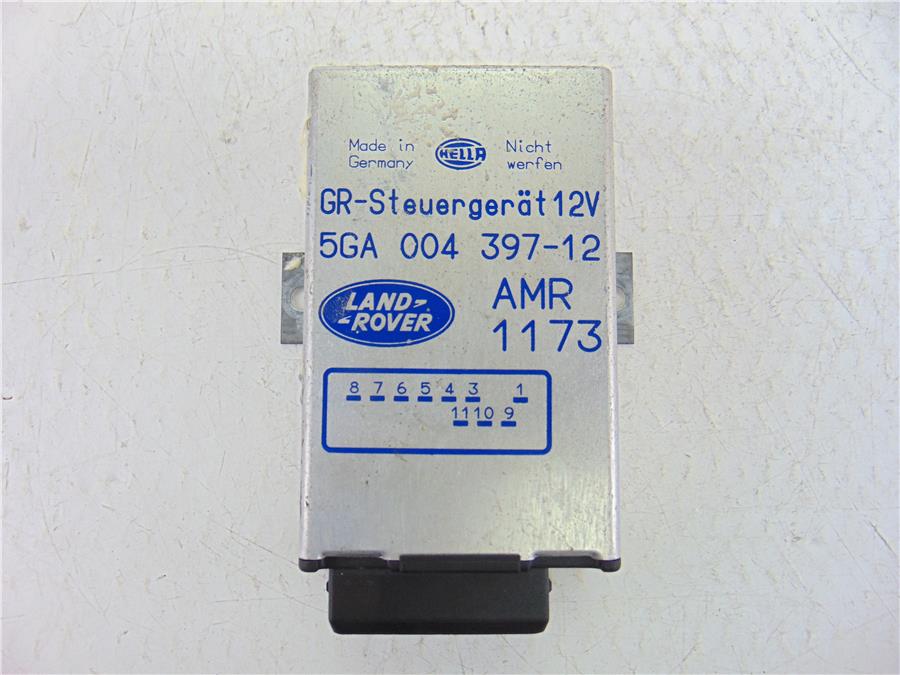 Made in
Germany
HELLA
Nicht
werfen
GR-Steuergerät 12V
5GA 004 397-12
LAND-
-ROVER
AMR
1173
8 7 6 5 4 3 1
11 10 9